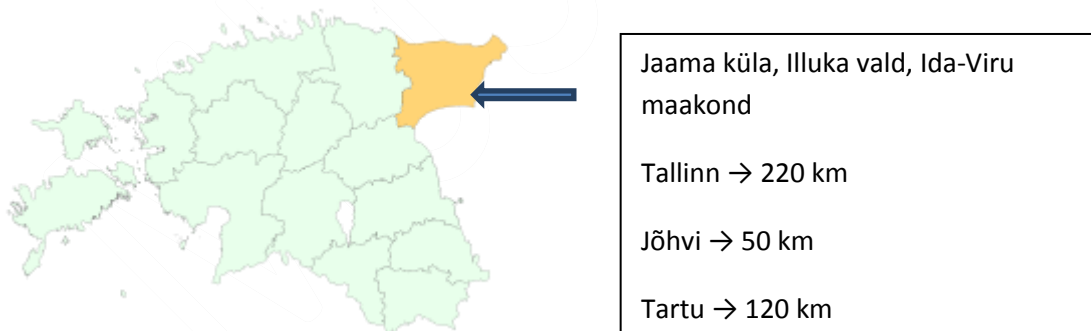 Jaama küla, Illuka vald, Ida-Viru
maakond
Tallinn → 220 km
Jõhvi → 50 km
Tartu → 120 km